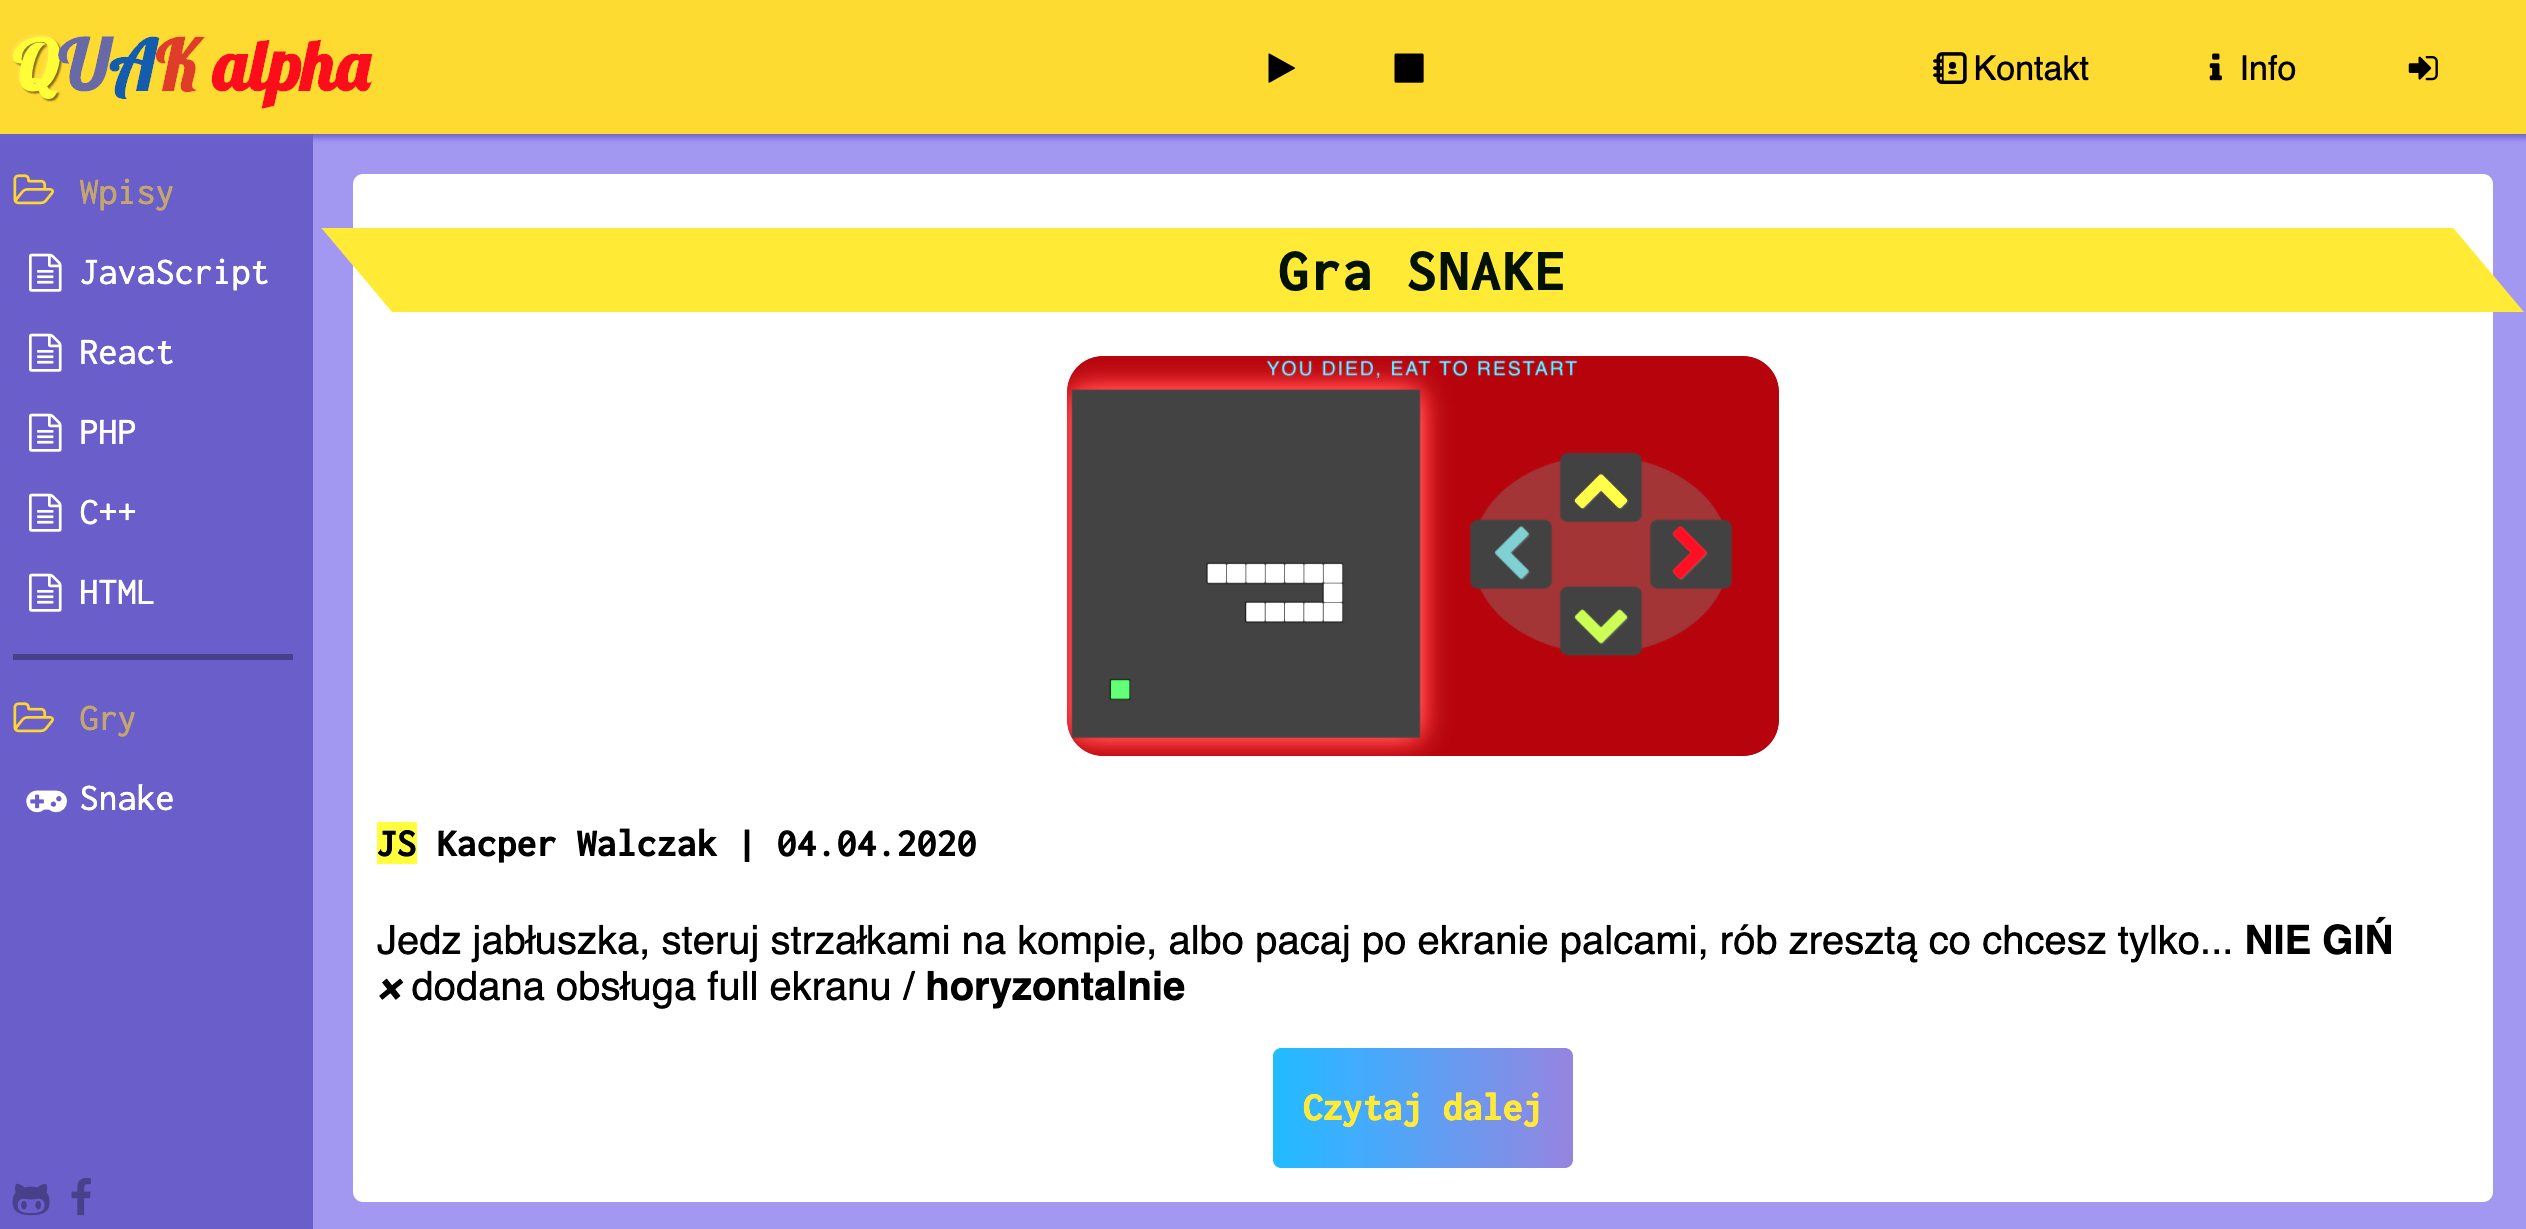 QUAK alpha
Kontakt
Info
Wpisy
JavaScript
React
PHP
C++
HTML
Gry
Snake
Gra SNAKE
YOU DIED, EAT TO RESTART
JS Kacper Walczak | 04.04.2020
Jedz jabłuszka, steruj strzałkami na kompie, albo pacaj po ekranie palcami, rób zresztą co chcesz tylko... NIE GIŃ
× dodana obsługa full ekranu / horyzontalnie
Czytaj dalej